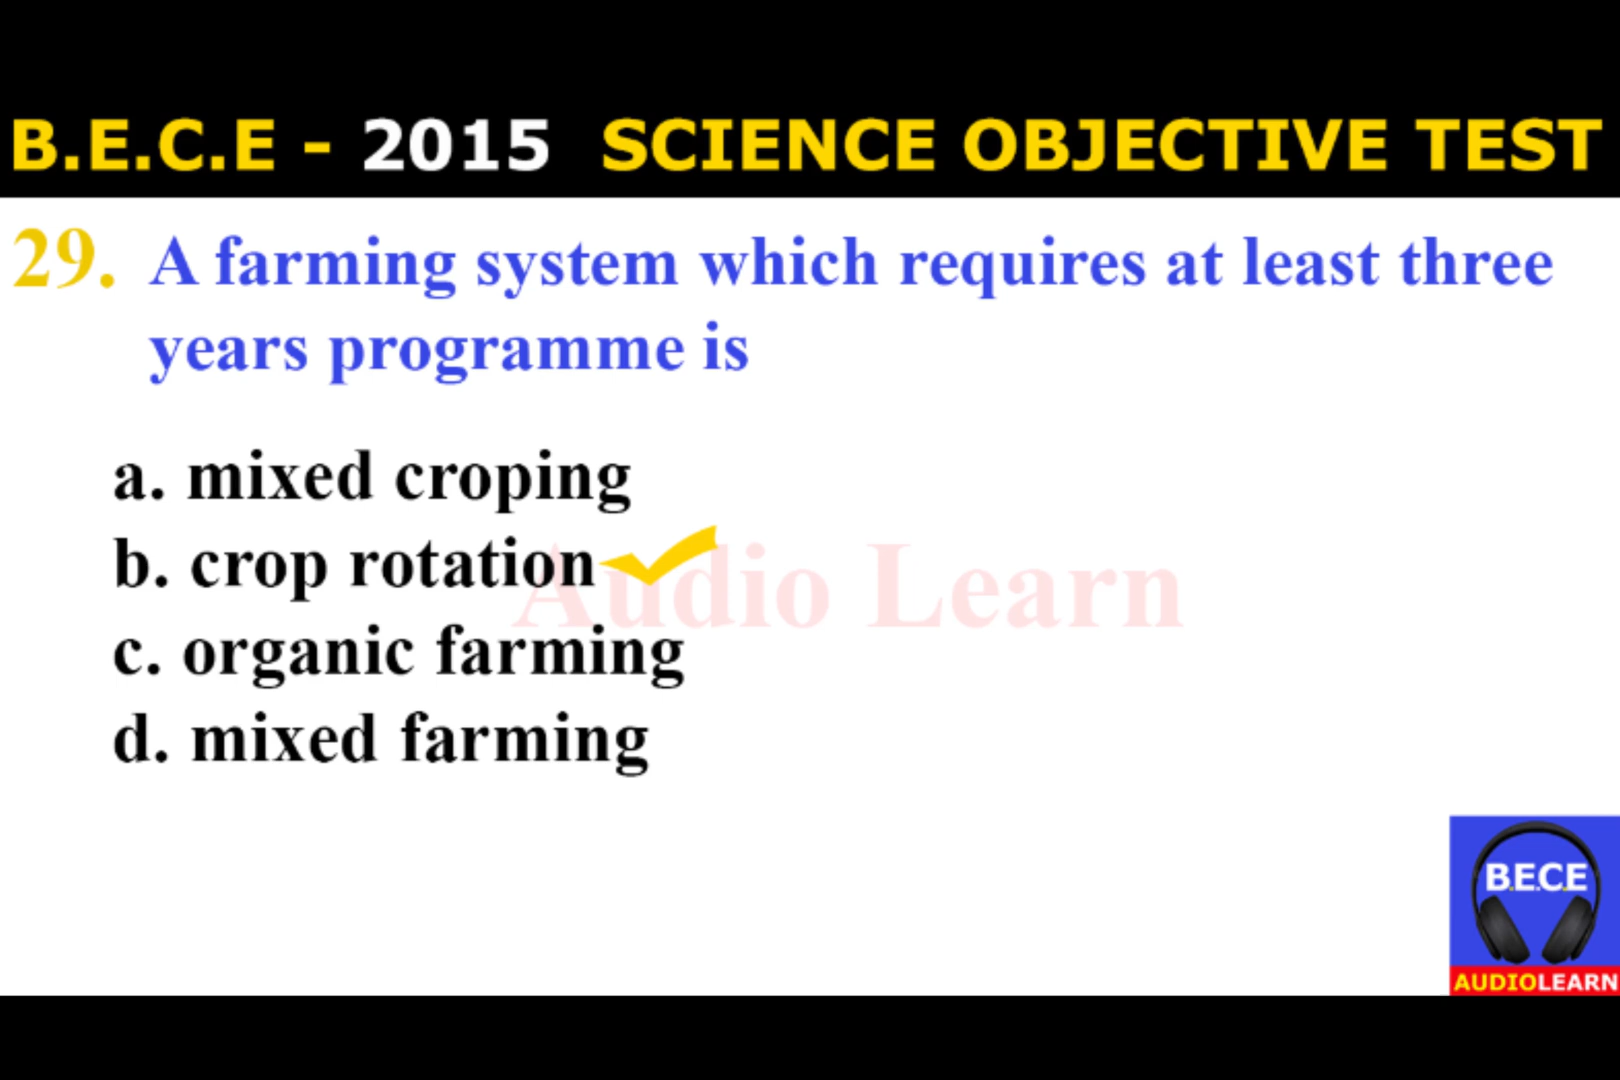 B.E.C.E - 2015 SCIENCE OBJECTIVE TEST
29. A farming system which requires at least three
years programme is
a. mixed croping
b. crop rotation
Audio Learn
c. organic farming
d. mixed farming
B.E.C.E
AUDIOLEARN